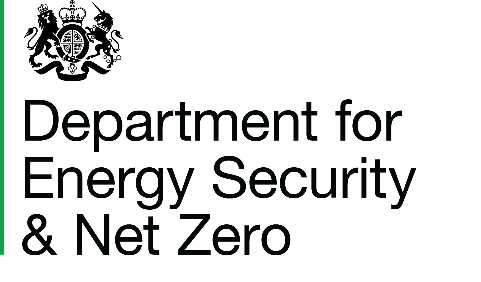 Department for
Energy Security
& Net Zero